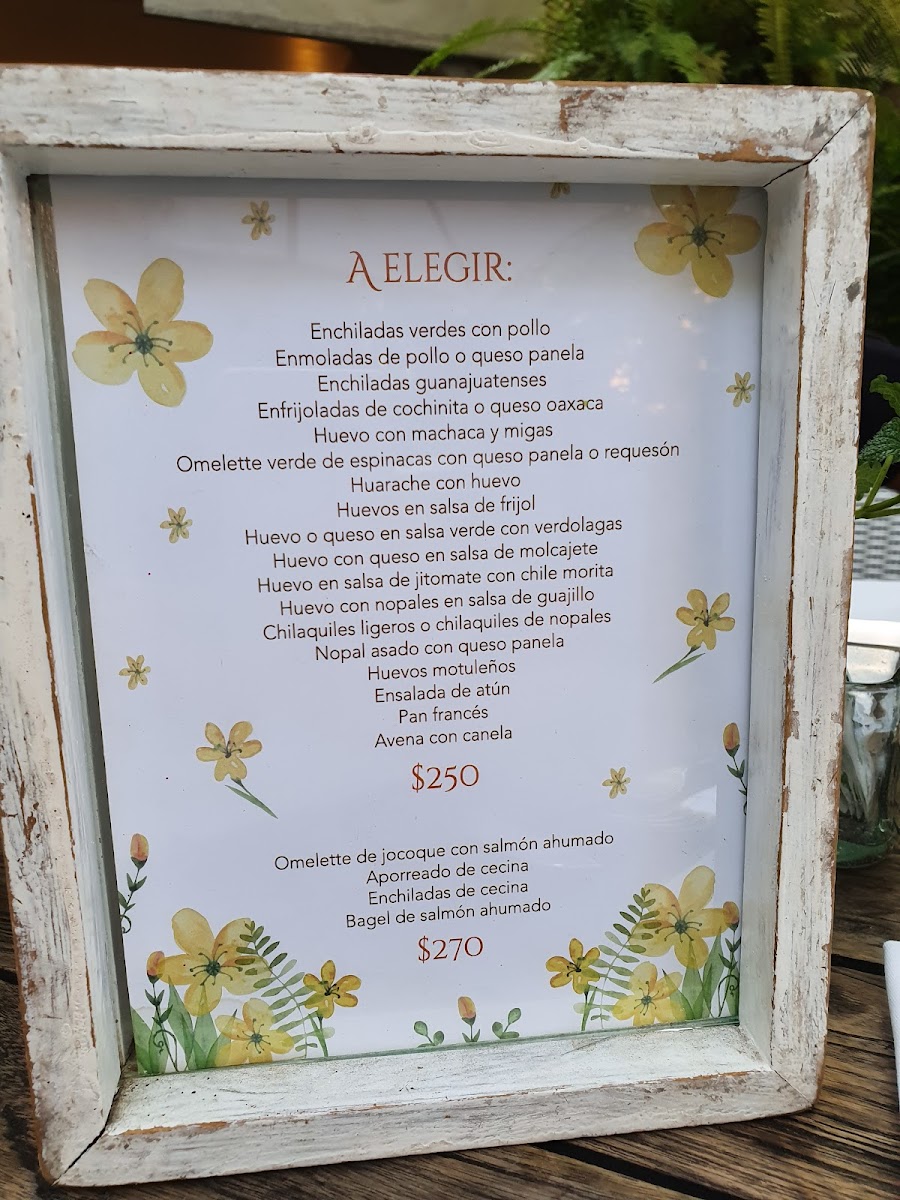 A ELEGIR:
Enchiladas verdes con pollo
Enmoladas de pollo o queso panela
Enchiladas guanajuatenses
Enfrijoladas de cochinita o queso oaxaca
Huevo con machaca y migas
Omelette verde de espinacas con queso panela o requesón
Huarache con huevo
Huevos en salsa de frijol
Huevo o queso en salsa verde con verdolagas
Huevo con queso en salsa de molcajete
Huevo en salsa de jitomate con chile morita
Huevo con nopales en salsa de guajillo
Chilaquiles ligeros o chilaquiles de nopales
Nopal asado con queso panela
Huevos motuleños
Ensalada de atún
Pan francés
Avena con canela
$250
Omelette de jocoque con salmón ahumado
Aporreado de cecina
Enchiladas de cecina
Bagel de salmón ahumado
$270